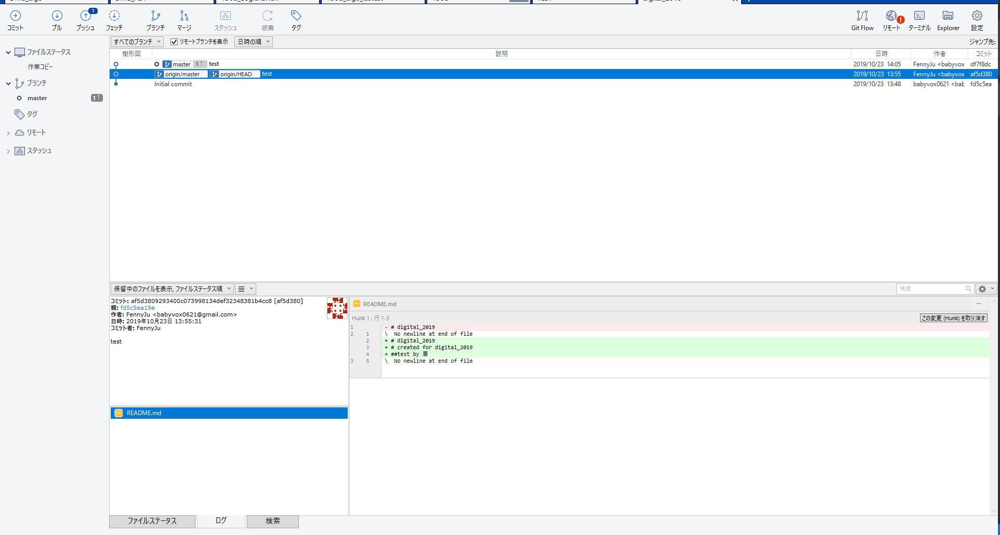 コミット
プル
1
プッシュ
フェッチ
ブランチ
マージ
スタッシュ
破棄
タグ
Git Flow
リモート
ターミナル
Explorer
設定
すべてのブランチ
リモートブランチを表示
日時の順
ジャンプ先:
ファイルステータス
作業コピー
ブランチ
master 1↑
タグ
リモート
スタッシュ
樹形図 説明 日時 作者 コミット
master 1↑ test 2019/10/23 14:05 FennyJu <babyvox df7f8dc
origin/master origin/HEAD test 2019/10/23 13:55 FennyJu <babyvox af5d380
Initial commit 2019/10/23 13:48 babyvox0621 <bab fd5c5ea
保留中のファイルを表示, ファイルステータス順
検索
コミット: af5d3809293400c073998134def32348381b4cc8 [af5d380]
親: fd5c5ea19e
作者: FennyJu <babyvox0621@gmail.com>
日時: 2019年10月23日 13:55:31
コミット者: FennyJu
test
README.md
README.md
Hunk 1 : 行 1-3
この変更 (Hunk) を取り消す
1 - # digital_2019
2 1 \ No newline at end of file
2 + # digital_2019
3 + # created for digital_2019
4 + ##test by 居
3 5 \ No newline at end of file
ファイルステータス
ログ
検索